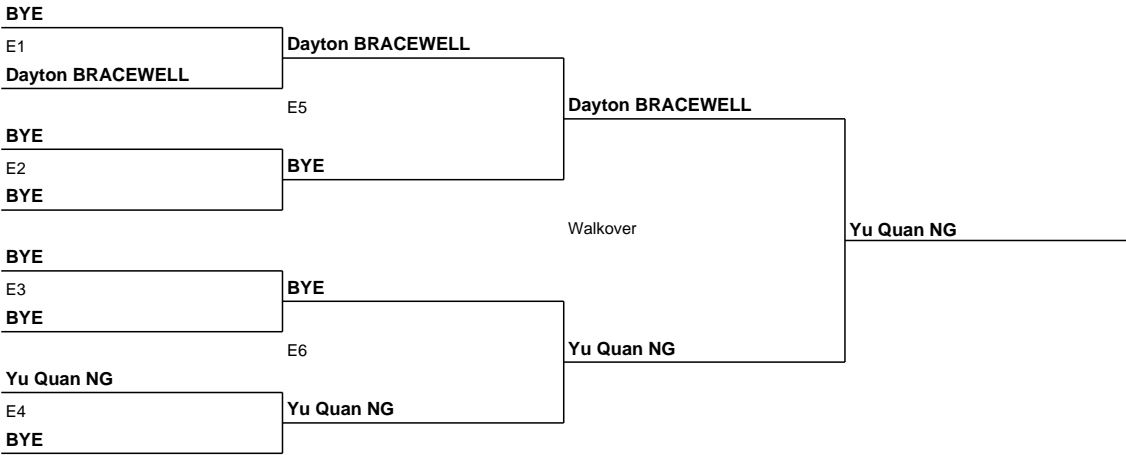 BYE
E1
Dayton BRACEWELL
Dayton BRACEWELL
E5
Dayton BRACEWELL
BYE
E2
BYE
BYE
Walkover
Yu Quan NG
BYE
E3
BYE
BYE
E6
Yu Quan NG
Yu Quan NG
E4
BYE
Yu Quan NG